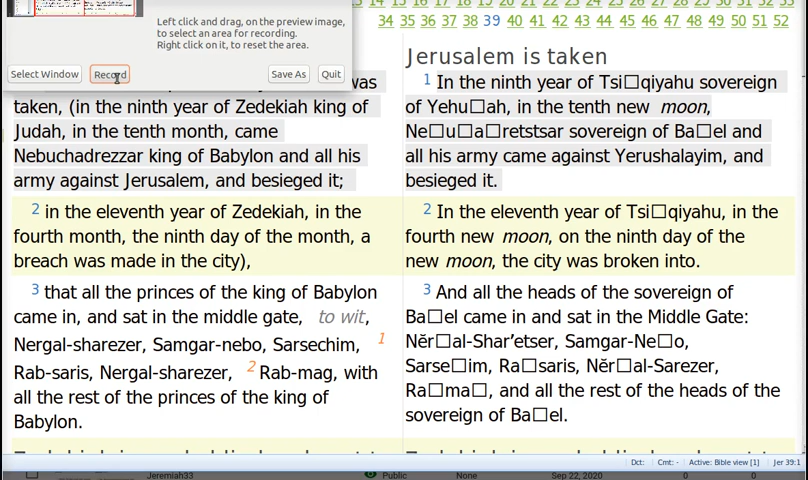 34 35 36 37 38 39 40 41 42 43 44 45 46 47 48 49 50 51 52
Left click and drag, on the preview image,
to select an area for recording.
Right click on it, to reset the area.
Select Window Record Save As Quit
was
taken, (in the ninth year of Zedekiah king of
Judah, in the tenth month, came
Nebuchadrezzar king of Babylon and all his
army against Jerusalem, and besieged it;
2 in the eleventh year of Zedekiah, in the
fourth month, the ninth day of the month, a
breach was made in the city),
3 that all the princes of the king of Babylon
came in, and sat in the middle gate, to wit,
Nergal-sharezer, Samgar-nebo, Sarsechim, 1
Rab-saris, Nergal-sharezer, 2 Rab-mag, with
all the rest of the princes of the king of
Babylon.
Jerusalem is taken
1 In the ninth year of Tsi□qiyahu sovereign
of Yehu□ah, in the tenth new moon,
Ne□u□a□retstsar sovereign of Ba□el and
all his army came against Yerushalayim, and
besieged it.
2 In the eleventh year of Tsi□qiyahu, in the
fourth new moon, on the ninth day of the
new moon, the city was broken into.
3 And all the heads of the sovereign of
Ba□el came in and sat in the Middle Gate:
Nĕr□al-Shar’etser, Samgar-Ne□o,
Sarse□im, Ra□saris, Nĕr□al-Sarezer,
Ra□ma□, and all the rest of the heads of the
sovereign of Ba□el.
Dct: Cmt: - Active: Bible view [1] Jer 39:1
Jeremiah33 Public None Sep 22, 2020 0 0